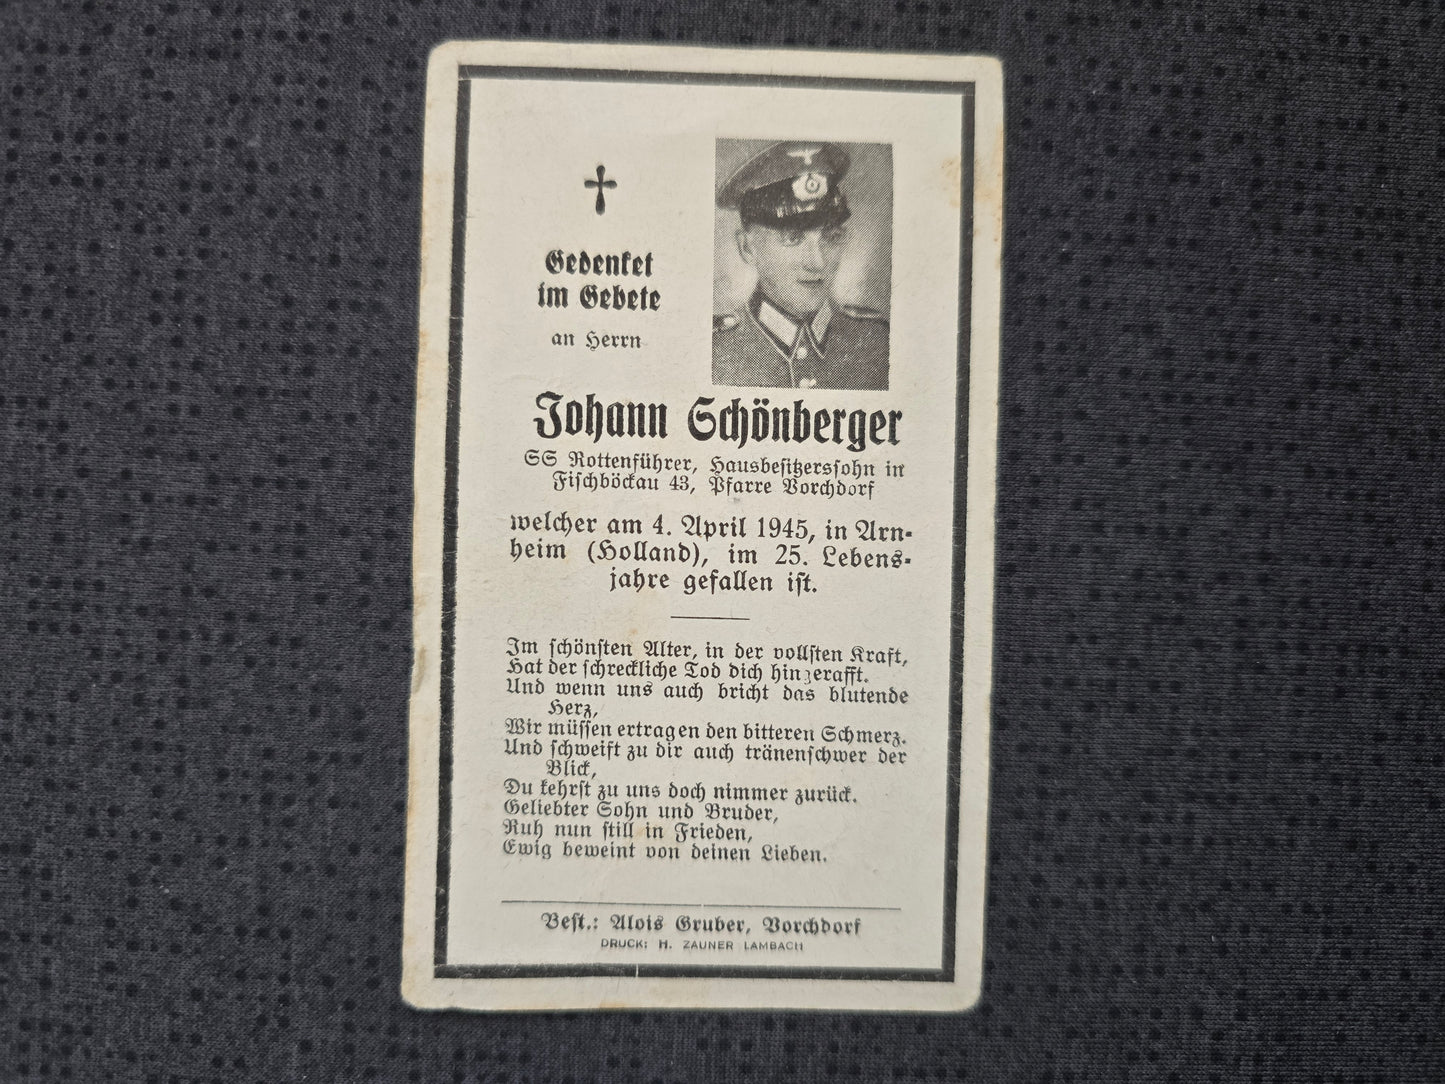 Gedenket
im Gebete
an Herrn
Johann Schönberger
SS Rottenführer, Hausbesitzerssohn in
Fischböckau 43, Pfarre Vorchdorf
welcher am 4. April 1945, in Arn-
heim (Holland), im 25. Lebens-
jahre gefallen ist.
Im schönsten Alter, in der vollsten Kraft,
Hat der schreckliche Tod dich hingerafft.
Und wenn uns auch bricht das blutende
Herz,
Wir müssen ertragen den bitteren Schmerz.
Und schweift zu dir auch tränenschwer der
Blick,
Du kehrst zu uns doch nimmer zurück.
Geliebter Sohn und Bruder,
Ruh nun still in Frieden,
Ewig beweint von deinen Lieben.
Best.: Alois Gruber, Vorchdorf
DRUCK: H. ZAUNER LAMBACH